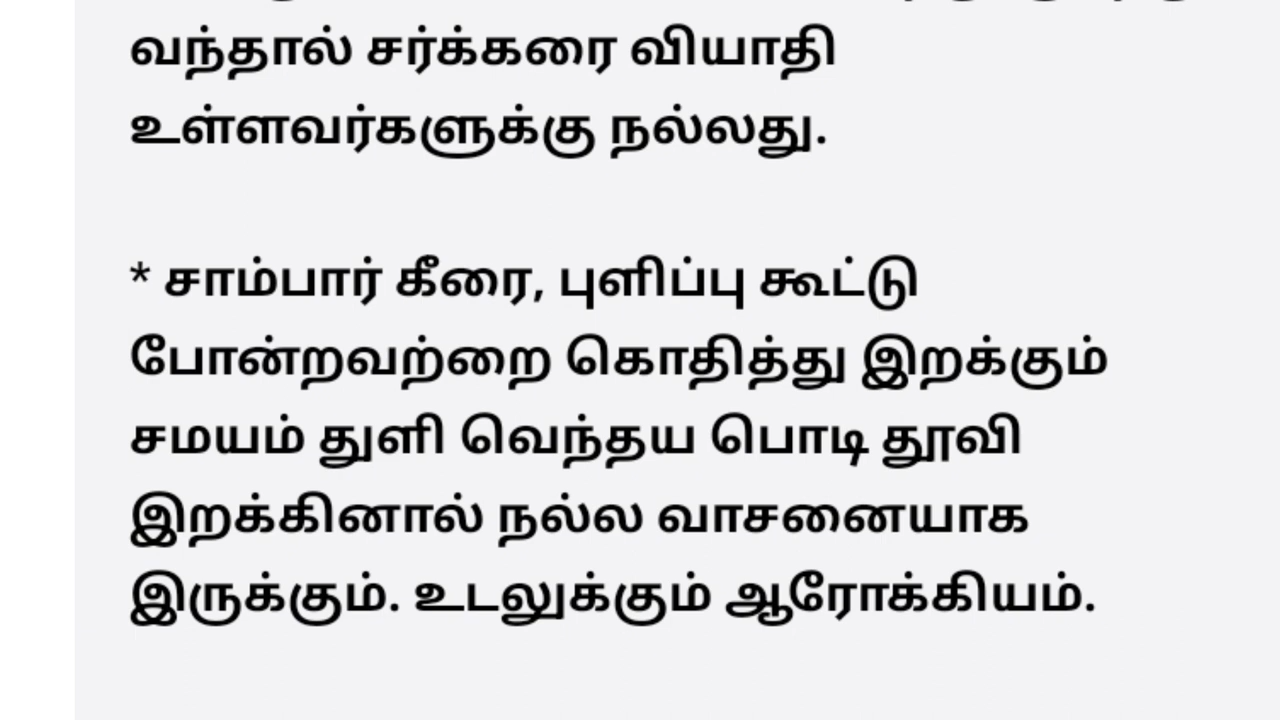 வந்தால் சர்க்கரை வியாதி
உள்ளவர்களுக்கு நல்லது.
* சாம்பார் கீரை, புளிப்பு கூட்டு
போன்றவற்றை கொதித்து இறக்கும்
சமயம் துளி வெந்தய பொடி தூவி
இறக்கினால் நல்ல வாசனையாக
இருக்கும். உடலுக்கும் ஆரோக்கியம்.